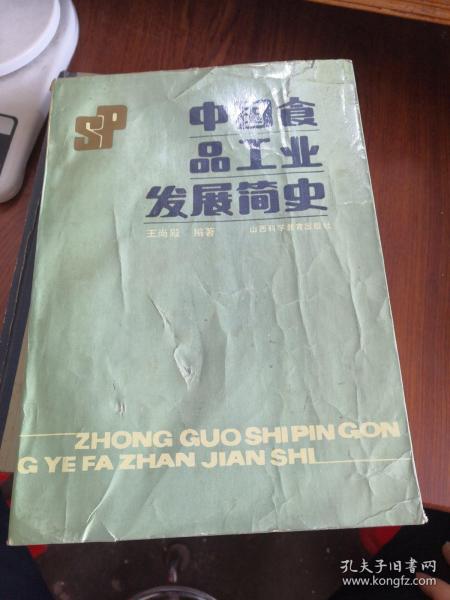 SP
中国食
品工业
发展简史
王尚殿 编著 山西科学教育出版社
ZHONG GUO SHI PIN GON
G YE FA ZHAN JIAN SHI
孔夫子旧书网
www.kongfz.com